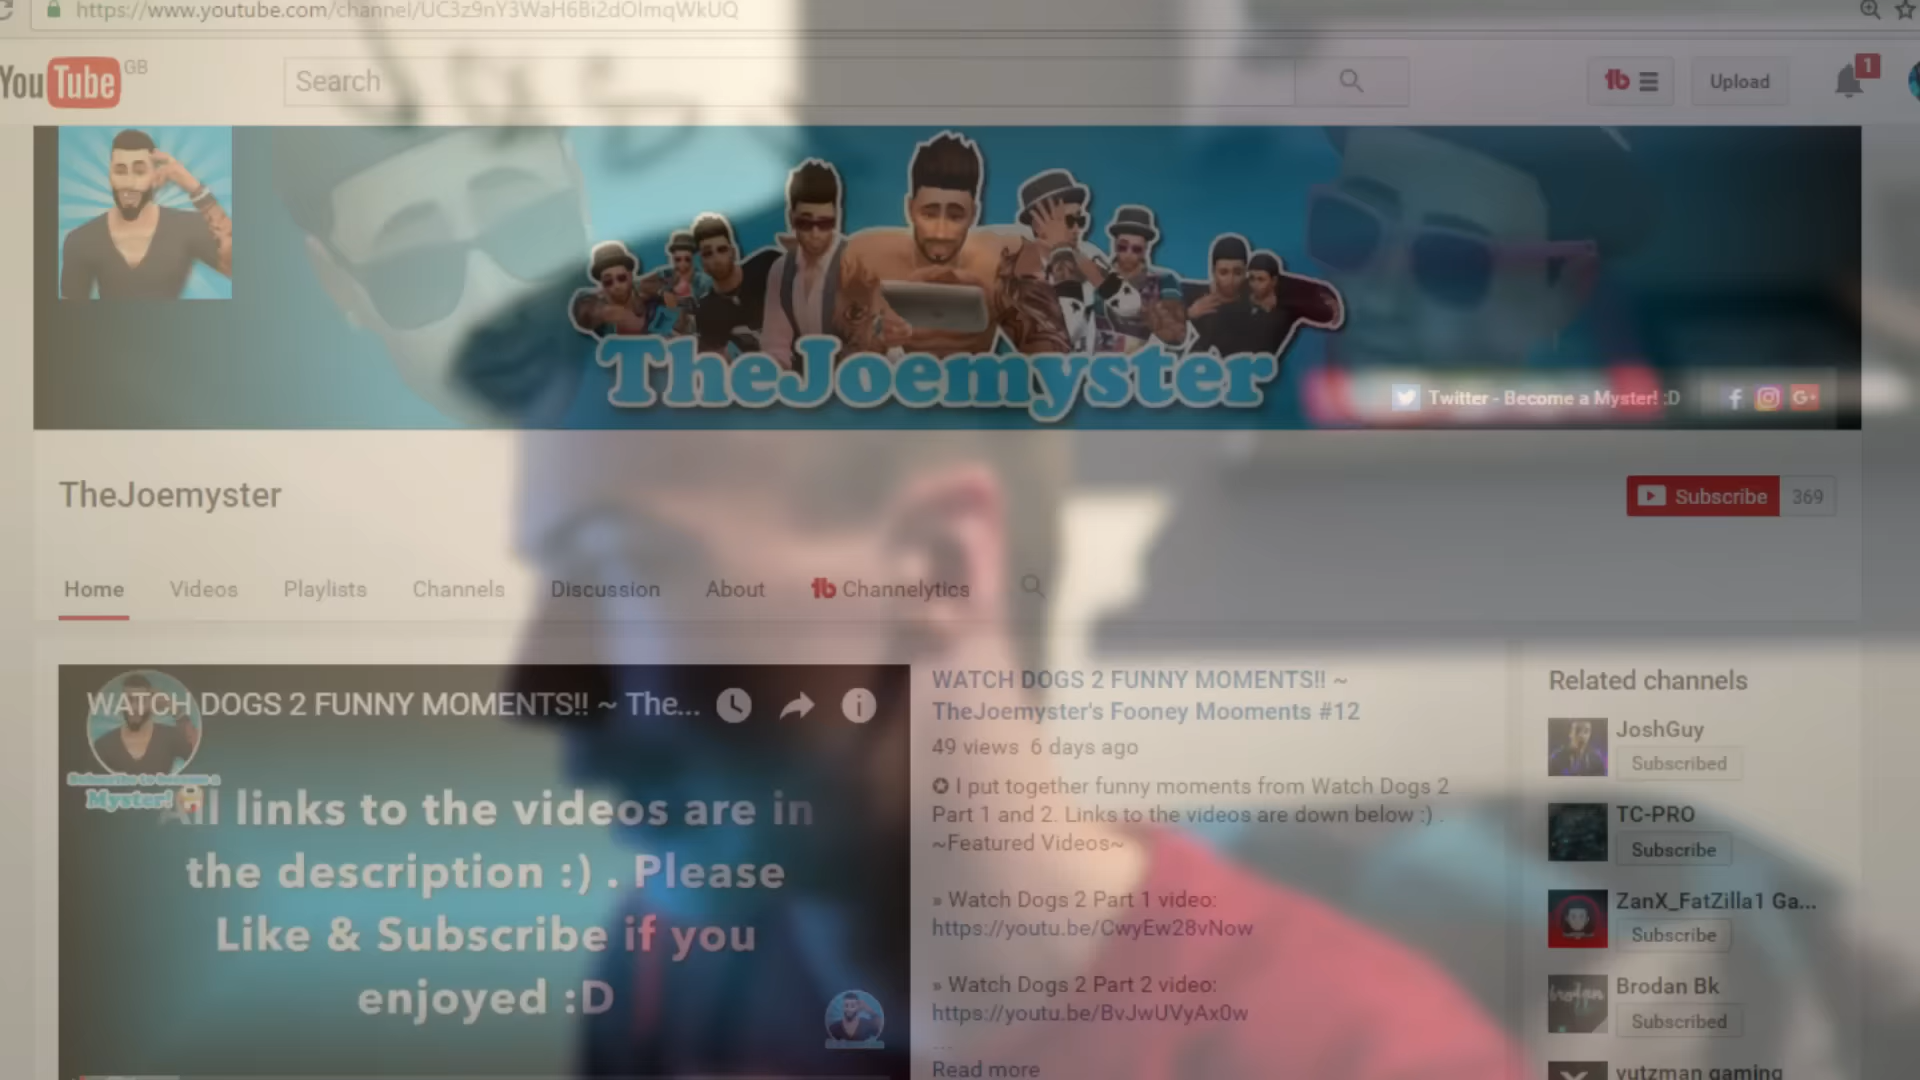 https://www.youtube.com/channel/UC3z9nY3WaH6Bi2dOlmqWkUQ
YouTube GB
Search
Upload
1
TheJoemyster
Twitter - Become a Myster! :D
TheJoemyster
Subscribe 369
Home Videos Playlists Channels Discussion About Channelytics
WATCH DOGS 2 FUNNY MOMENTS!! ~ The...
Subscribe to become a
Myster!
All links to the videos are in
the description :) . Please
Like & Subscribe if you
enjoyed :D
WATCH DOGS 2 FUNNY MOMENTS!! ~
TheJoemyster's Fooney Mooments #12
49 views 6 days ago
✪ I put together funny moments from Watch Dogs 2
Part 1 and 2. Links to the videos are down below :) .
~Featured Videos~
» Watch Dogs 2 Part 1 video:
https://youtu.be/CwyEw28vNow
» Watch Dogs 2 Part 2 video:
https://youtu.be/BvJwUVyAx0w
...
Read more
Related channels
JoshGuy
Subscribed
TC-PRO
Subscribe
ZanX_FatZilla1 Ga...
Subscribe
Brodan Bk
Subscribed
yutzman gaming